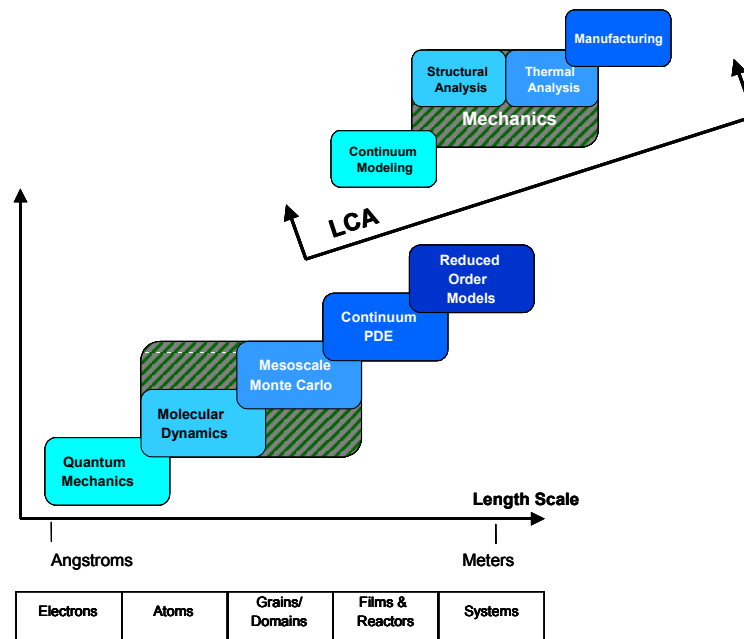 Manufacturing
Structural
Analysis
Thermal
Analysis
Mechanics
Continuum
Modeling
LCA
Reduced
Order
Models
Continuum
PDE
Mesoscale
Monte Carlo
Molecular
Dynamics
Quantum
Mechanics
Length Scale
Angstroms
Meters
Electrons
Atoms
Grains/
Domains
Films &
Reactors
Systems